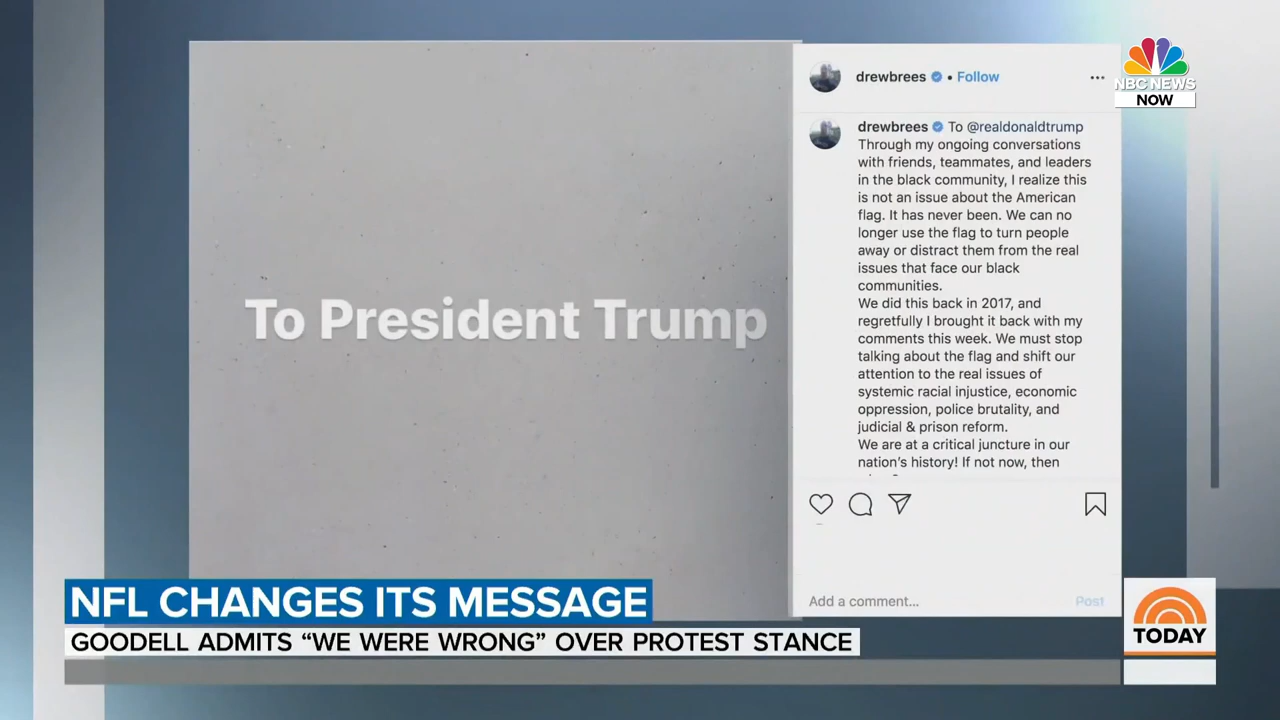 NBC NEWS
NOW
drewbrees • Follow
drewbrees To @realdonaldtrump
Through my ongoing conversations
with friends, teammates, and leaders
in the black community, I realize this
is not an issue about the American
flag. It has never been. We can no
longer use the flag to turn people
away or distract them from the real
issues that face our black
communities.
We did this back in 2017, and
regretfully I brought it back with my
comments this week. We must stop
talking about the flag and shift our
attention to the real issues of
systemic racial injustice, economic
oppression, police brutality, and
judicial & prison reform.
We are at a critical juncture in our
nation’s history! If not now, then
To President Trump
Add a comment... Post
NFL CHANGES ITS MESSAGE
GOODELL ADMITS “WE WERE WRONG” OVER PROTEST STANCE
TODAY